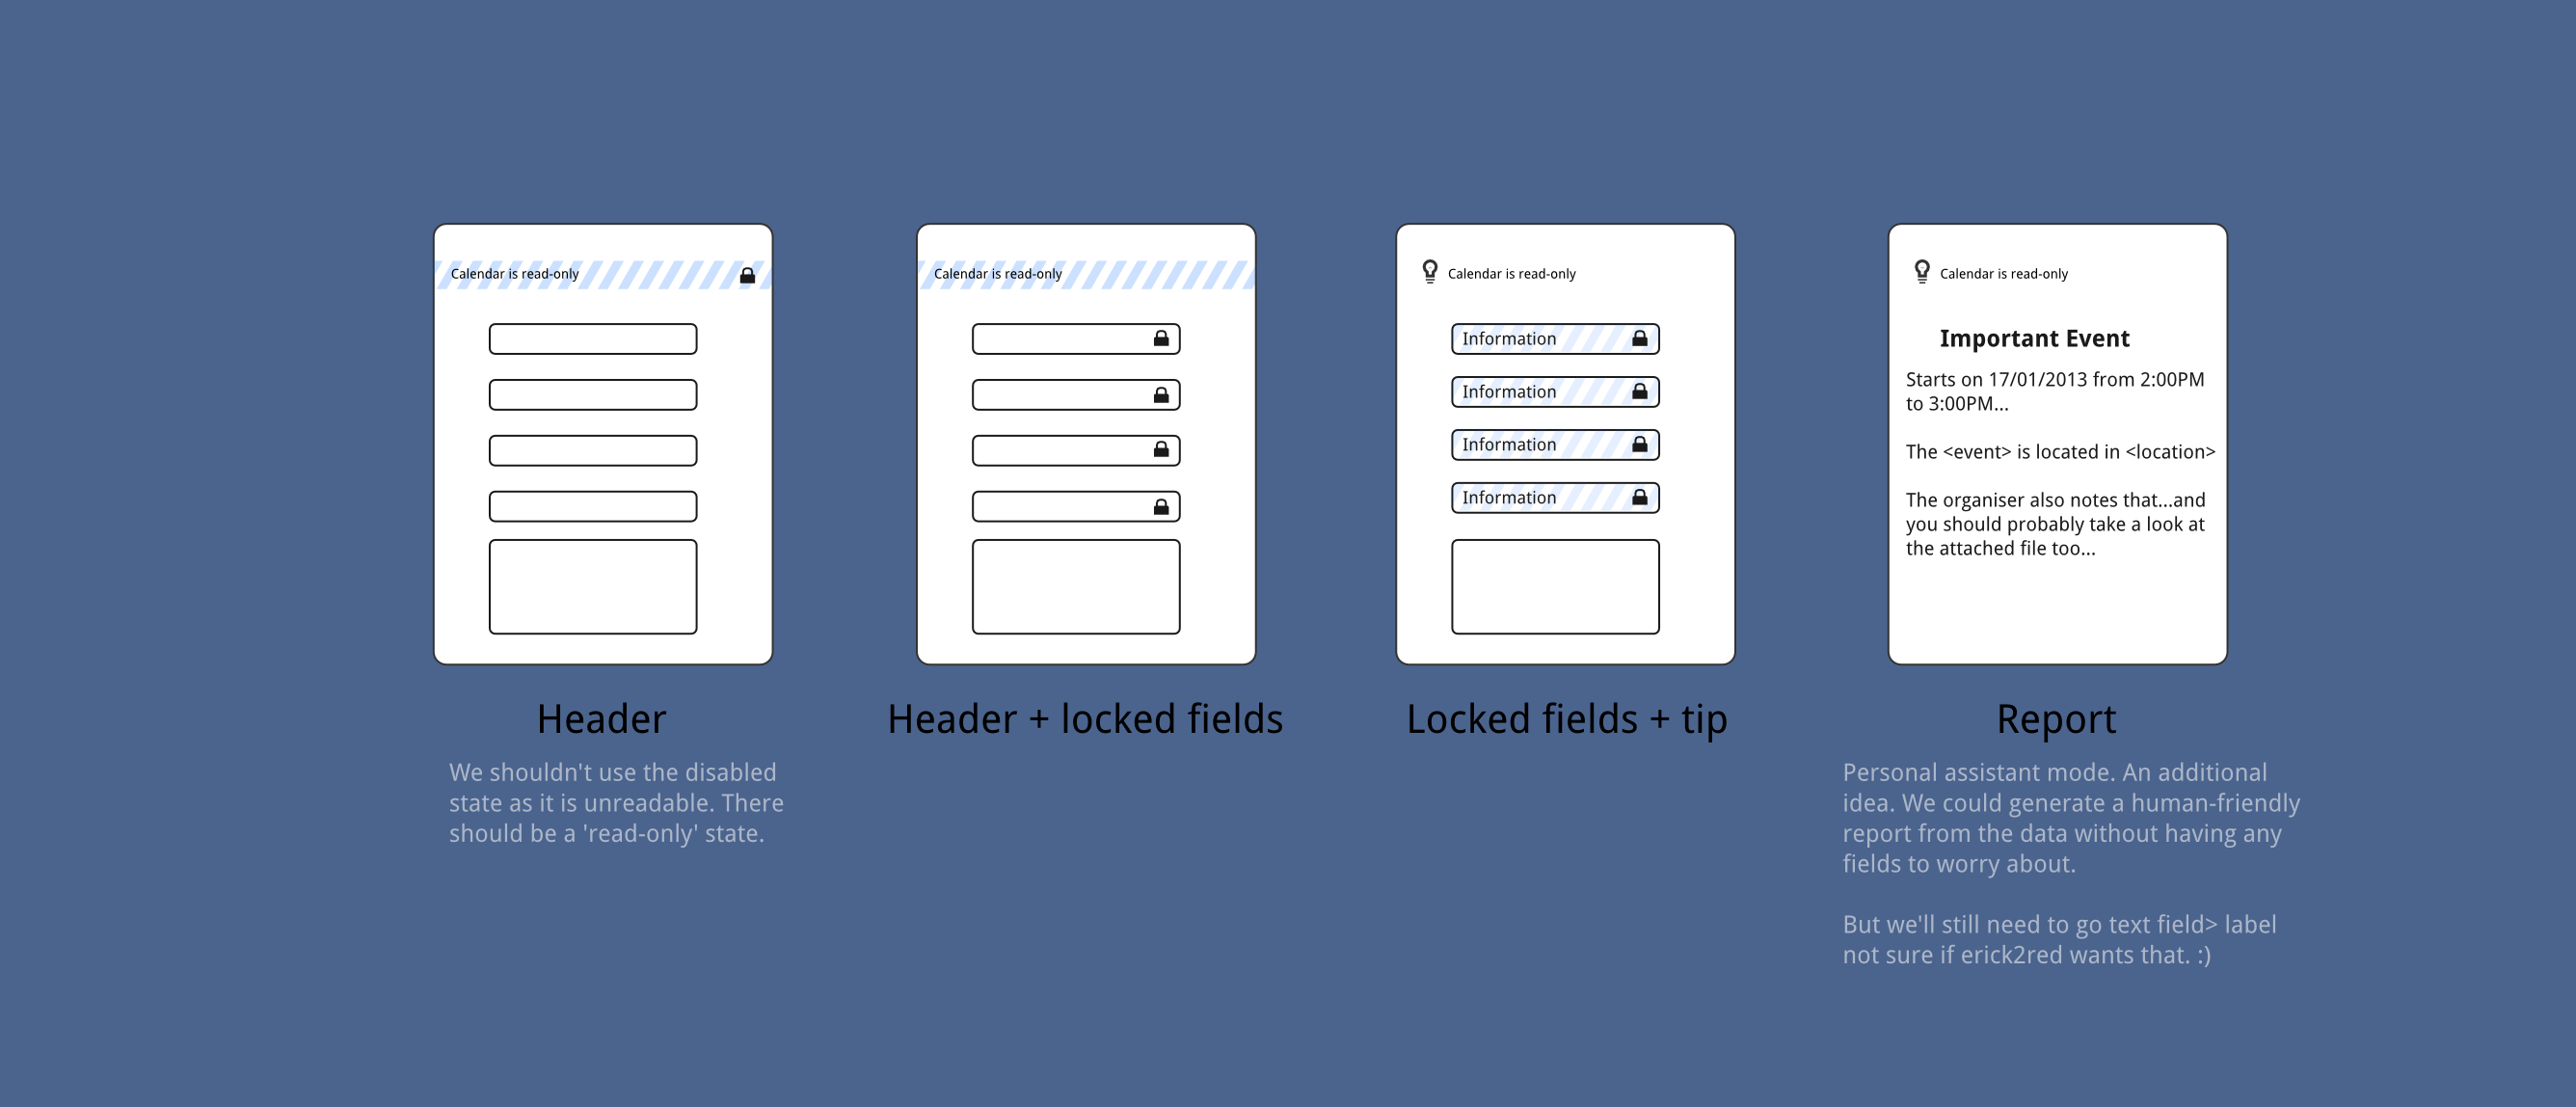 Calendar is read-only
Header
We shouldn't use the disabled
state as it is unreadable. There
should be a 'read-only' state.
Calendar is read-only
Header + locked fields
Calendar is read-only
Information
Information
Information
Information
Locked fields + tip
Calendar is read-only
Important Event
Starts on 17/01/2013 from 2:00PM
to 3:00PM...
The <event> is located in <location>
The organiser also notes that...and
you should probably take a look at
the attached file too...
Report
Personal assistant mode. An additional
idea. We could generate a human-friendly
report from the data without having any
fields to worry about.
But we'll still need to go text field> label
not sure if erick2red wants that. :)